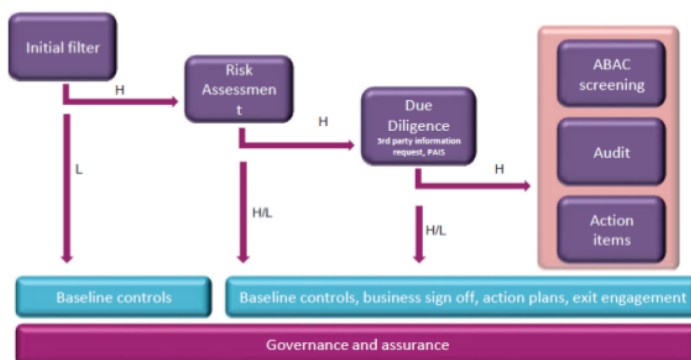 Initial filter
H
L
Risk
Assessmen
t
H
H/L
Due
Diligence
3rd party information
request, PAIS
H
H/L
ABAC
screening
Audit
Action
items
Baseline controls
Baseline controls, business sign off, action plans, exit engagement
Governance and assurance